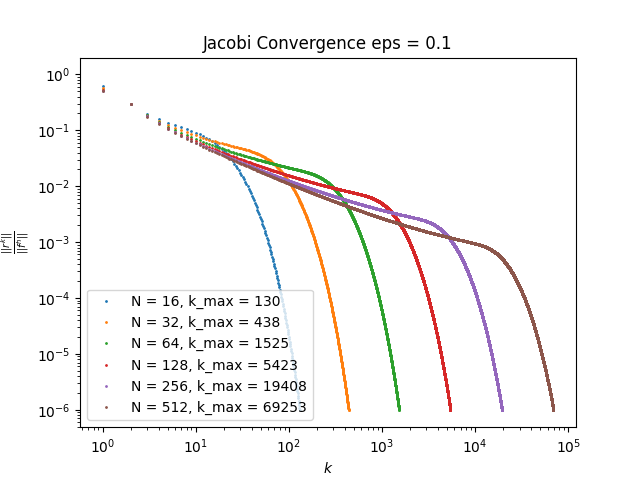 Jacobi Convergence eps = 0.1
10⁰
10⁻¹
10⁻²
10⁻³
10⁻⁴
10⁻⁵
10⁻⁶
N = 16, k_max = 130
N = 32, k_max = 438
N = 64, k_max = 1525
N = 128, k_max = 5423
N = 256, k_max = 19408
N = 512, k_max = 69253
10⁰ 10¹ 10² 10³ 10⁴ 10⁵
k